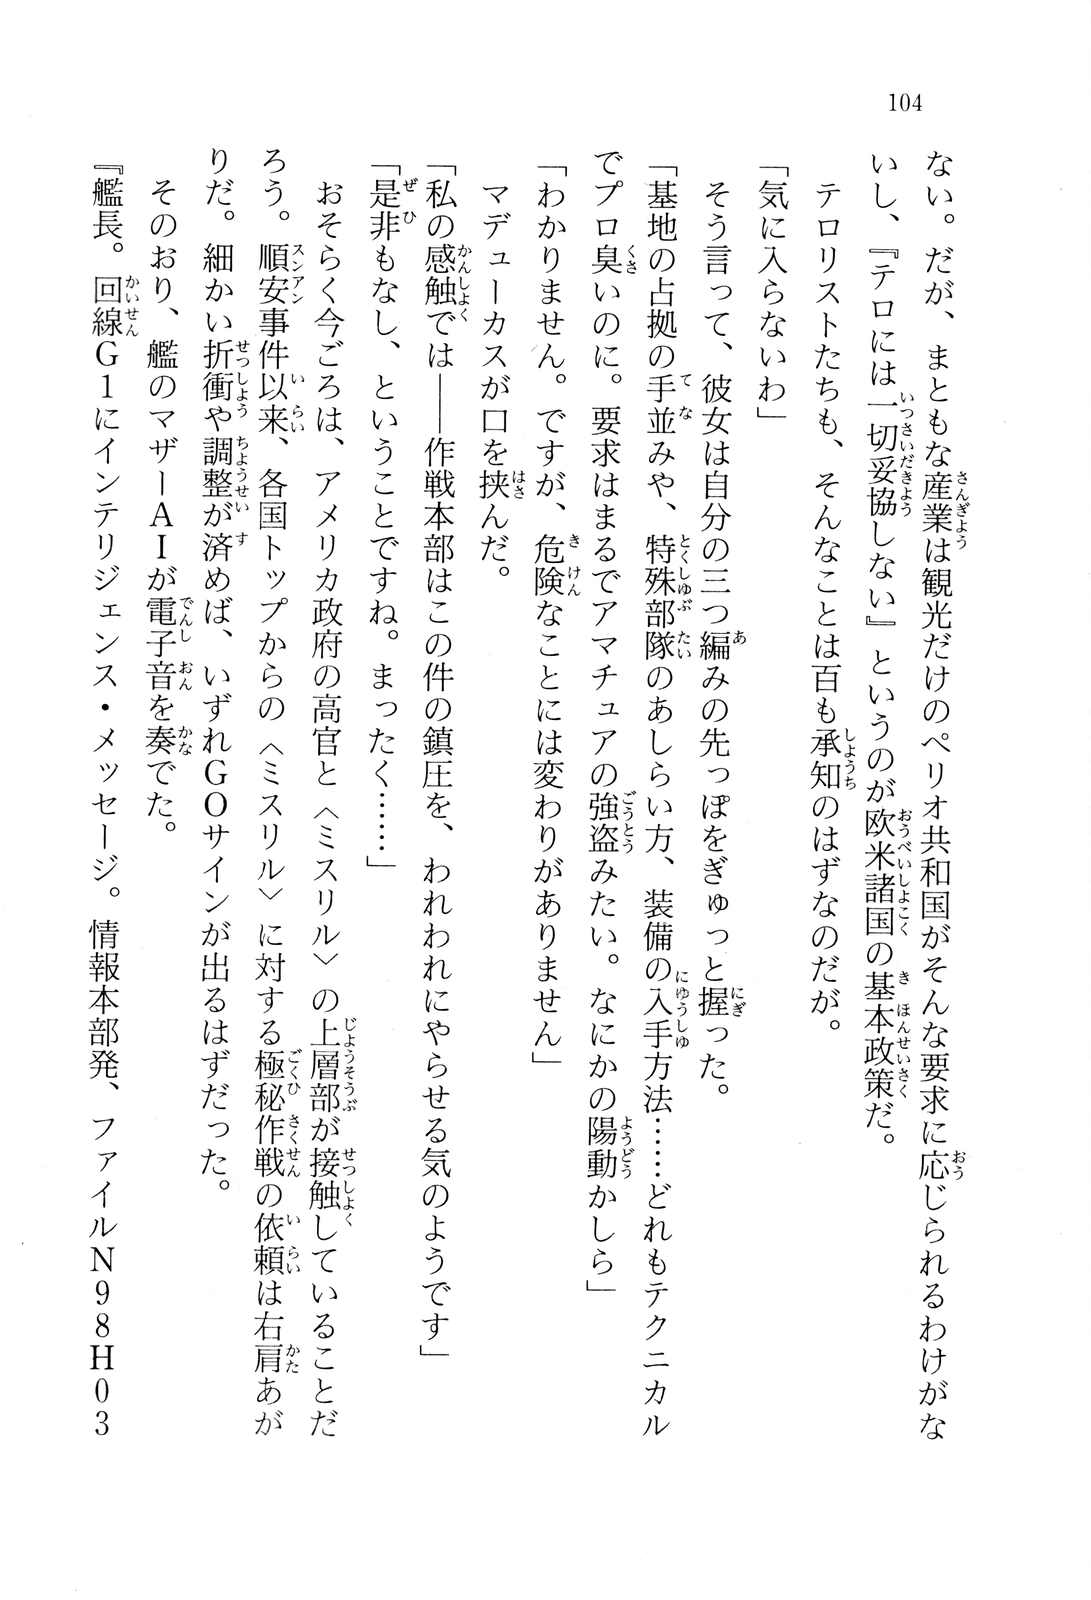 104
ない。だが、まともな産業は観光だけのペリオ共和国がそんな要求に応じられるわけがな
いし、『テロには一切妥協しない』というのが欧米諸国の基本政策だ。
テロリストたちも、そんなことは百も承知のはずなのだが。
「気に入らないわ」
そう言って、彼女は自分の三つ編みの先っぽをぎゅっと握った。
「基地の占拠の手並みや、特殊部隊のあしらい方、装備の入手方法……どれもテクニカル
でプロ臭いのに。要求はまるでアマチュアの強盗みたい。なにかの陽動かしら」
「わかりません。ですが、危険なことには変わりがありません」
マデューカスが口を挟んだ。
「私の感触では――作戦本部はこの件の鎮圧を、われわれにやらせる気のようです」
「是非もなし、ということですね。まったく……」
おそらく今ごろは、アメリカ政府の高官と〈ミスリル〉の上層部が接触していることだ
ろう。順安事件以来、各国トップからの〈ミスリル〉に対する極秘作戦の依頼は右肩あが
りだ。細かい折衝や調整が済めば、いずれGOサインが出るはずだった。
そのおり、艦のマザーAIが電子音を奏でた。
『艦長。回線G1にインテリジェンス・メッセージ。情報本部発、ファイルN98H03